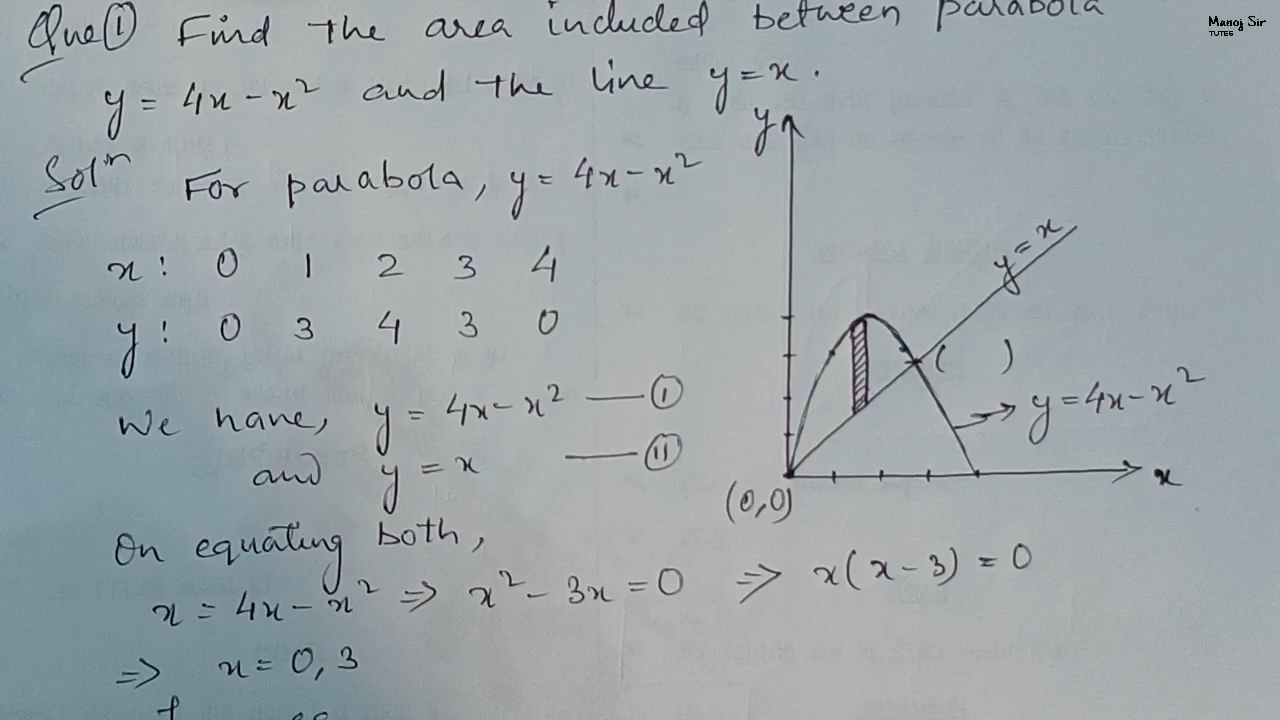 Que① Find the area included between parabola
y = 4x - x² and the line y = x.
Solⁿ For parabola, y = 4x - x²
x : 0 1 2 3 4
y : 0 3 4 3 0
We have, y = 4x - x² —— Ⓘ
and y = x —— Ⓘⓘ
On equating both,
x = 4x - x² ⇒ x² - 3x = 0 ⇒ x(x - 3) = 0
⇒ x = 0, 3
y
y = x
( )
→ y = 4x - x²
(0,0)
x
Manoj Sir
TUTES